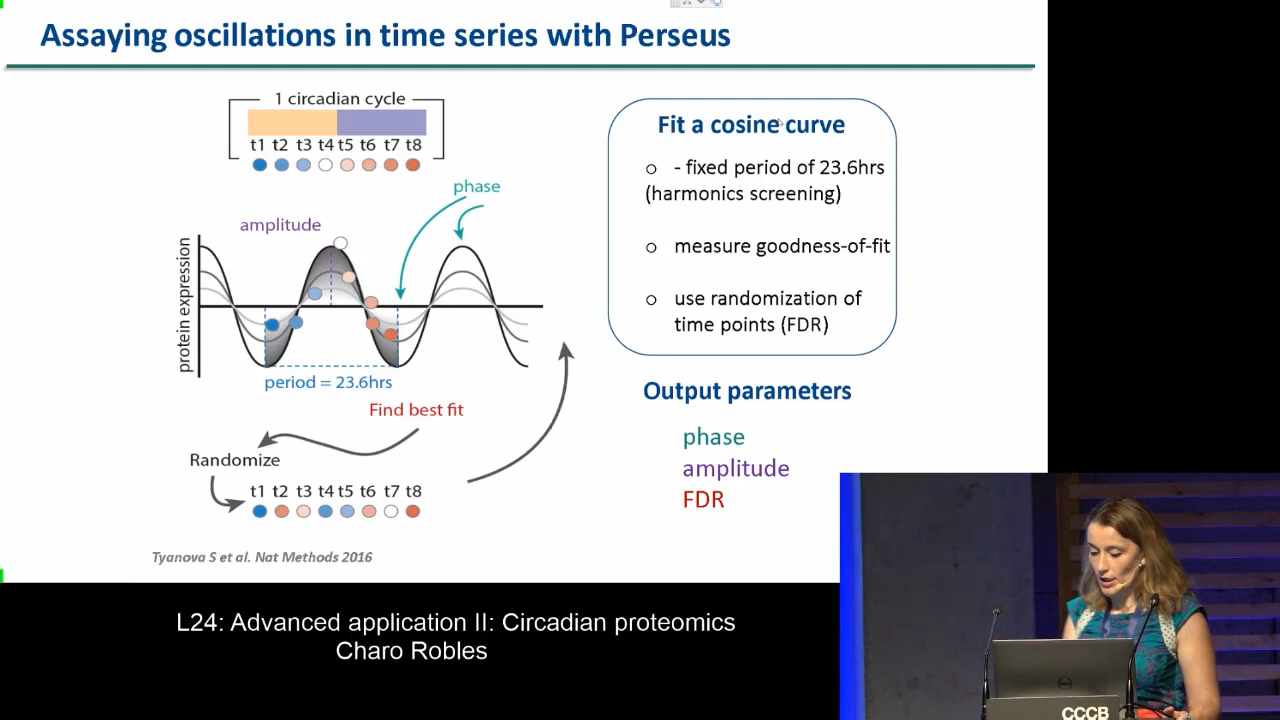 Assaying oscillations in time series with Perseus
1 circadian cycle
t1 t2 t3 t4 t5 t6 t7 t8
phase
amplitude
protein expression
period = 23.6hrs
Find best fit
Randomize
t1 t2 t3 t4 t5 t6 t7 t8
Tyanova S et al. Nat Methods 2016
Fit a cosine curve
- fixed period of 23.6hrs
(harmonics screening)
measure goodness-of-fit
use randomization of
time points (FDR)
Output parameters
phase
amplitude
FDR
L24: Advanced application II: Circadian proteomics
Charo Robles
CCCB